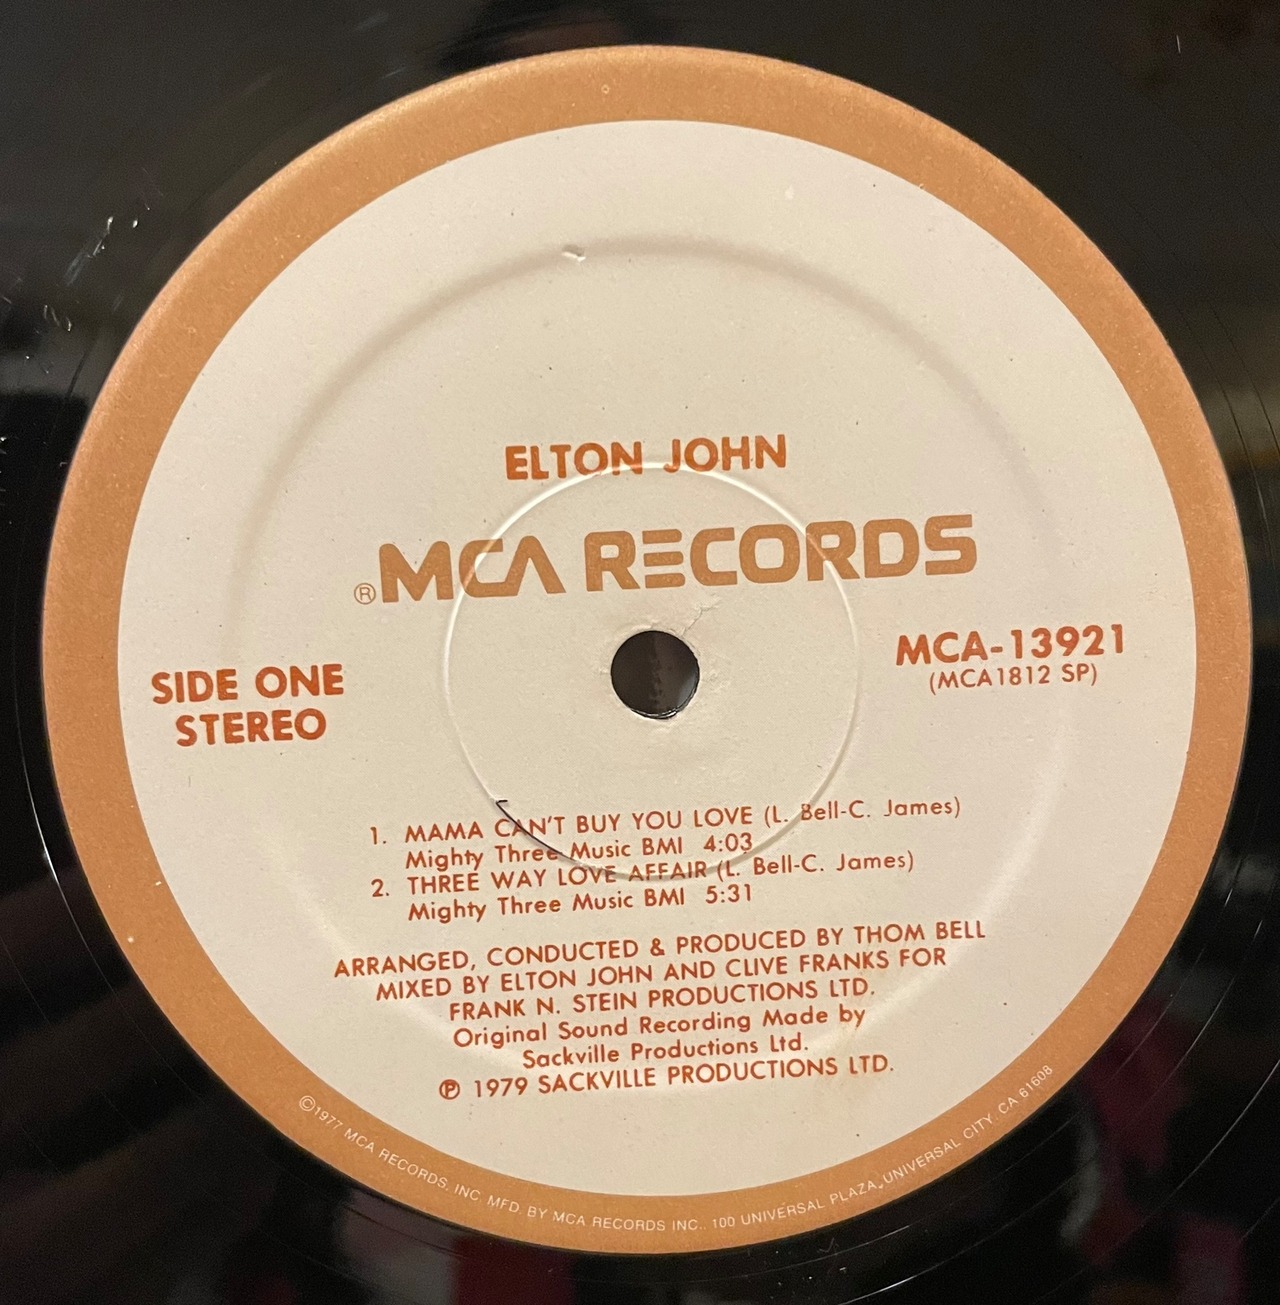 ELTON JOHN
® MCA RECORDS
SIDE ONE
STEREO
MCA-13921
(MCA1812 SP)
1. MAMA CAN'T BUY YOU LOVE (L. Bell-C. James)
Mighty Three Music BMI 4:03
2. THREE WAY LOVE AFFAIR (L. Bell-C. James)
Mighty Three Music BMI 5:31
ARRANGED, CONDUCTED & PRODUCED BY THOM BELL
MIXED BY ELTON JOHN AND CLIVE FRANKS FOR
FRANK N. STEIN PRODUCTIONS LTD.
Original Sound Recording Made by
Sackville Productions Ltd.
℗ 1979 SACKVILLE PRODUCTIONS LTD.
©1977 MCA RECORDS, INC. MFD. BY MCA RECORDS INC.. 100 UNIVERSAL PLAZA, UNIVERSAL CITY. CA 61608